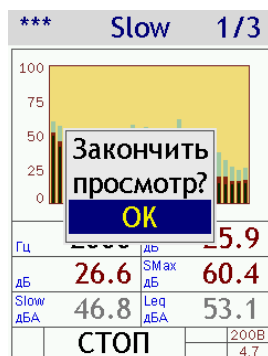 *** Slow 1/3
100
75
50
25
0
Закончить
просмотр?
OK
Гц дБ 25.9
дБ 26.6 SMax дБ 60.4
Slow дБА 46.8 Leq дБА 53.1
СТОП 200В
4.7